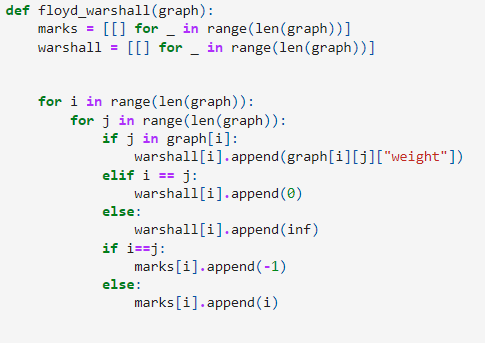 def floyd_warshall(graph):
    marks = [[] for _ in range(len(graph))]
    warshall = [[] for _ in range(len(graph))]
    for i in range(len(graph)):
        for j in range(len(graph)):
            if j in graph[i]:
                warshall[i].append(graph[i][j]["weight"])
            elif i == j:
                warshall[i].append(0)
            else:
                warshall[i].append(inf)
            if i==j:
                marks[i].append(-1)
            else:
                marks[i].append(i)